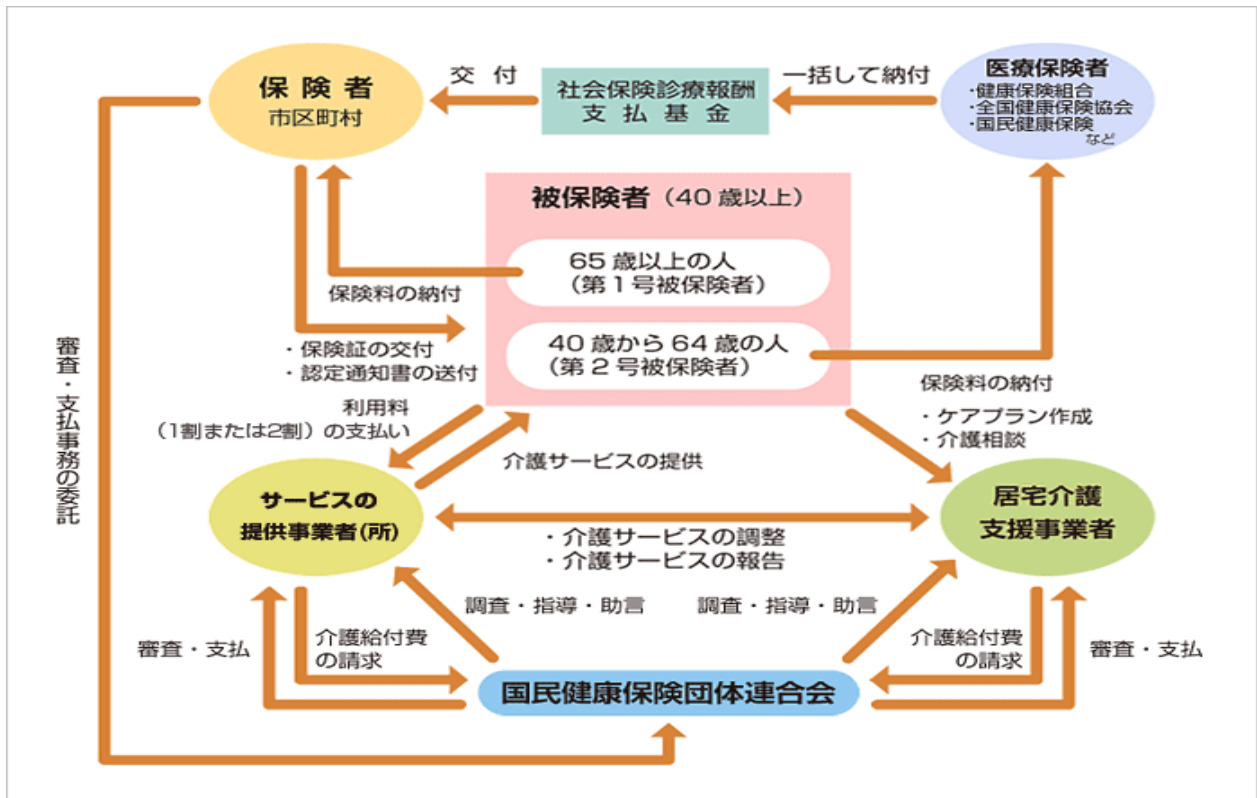 保険者
市区町村
交付
社会保険診療報酬
支払基金
一括して納付
医療保険者
・健康保険組合
・全国健康保険協会
・国民健康保険
など
被保険者（40歳以上）
65歳以上の人
（第1号被保険者）
40歳から64歳の人
（第2号被保険者）
保険料の納付
・保険証の交付
・認定通知書の送付
保険料の納付
・ケアプラン作成
・介護相談
審査・支払事務の委託
利用料
（1割または2割）の支払い
介護サービスの提供
サービスの
提供事業者(所)
・介護サービスの調整
・介護サービスの報告
居宅介護
支援事業者
調査・指導・助言
調査・指導・助言
審査・支払
介護給付費
の請求
介護給付費
の請求
審査・支払
国民健康保険団体連合会